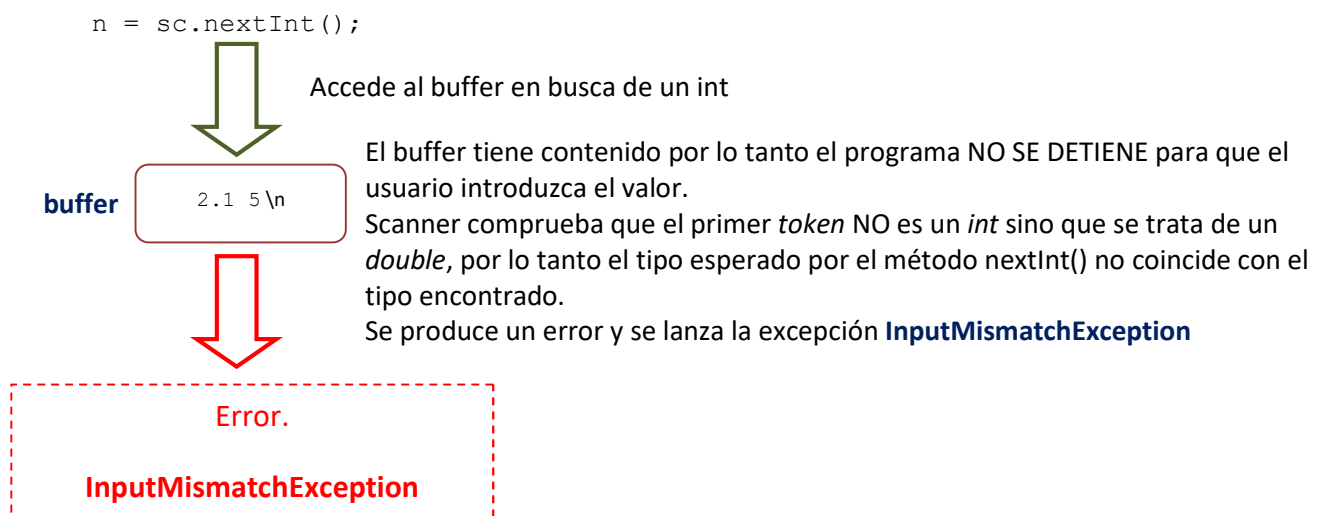 n = sc.nextInt();
Accede al buffer en busca de un int
buffer
2.1 5\n
El buffer tiene contenido por lo tanto el programa NO SE DETIENE para que el
usuario introduzca el valor.
Scanner comprueba que el primer token NO es un int sino que se trata de un
double, por lo tanto el tipo esperado por el método nextInt() no coincide con el
tipo encontrado.
Se produce un error y se lanza la excepción InputMismatchException
Error.
InputMismatchException